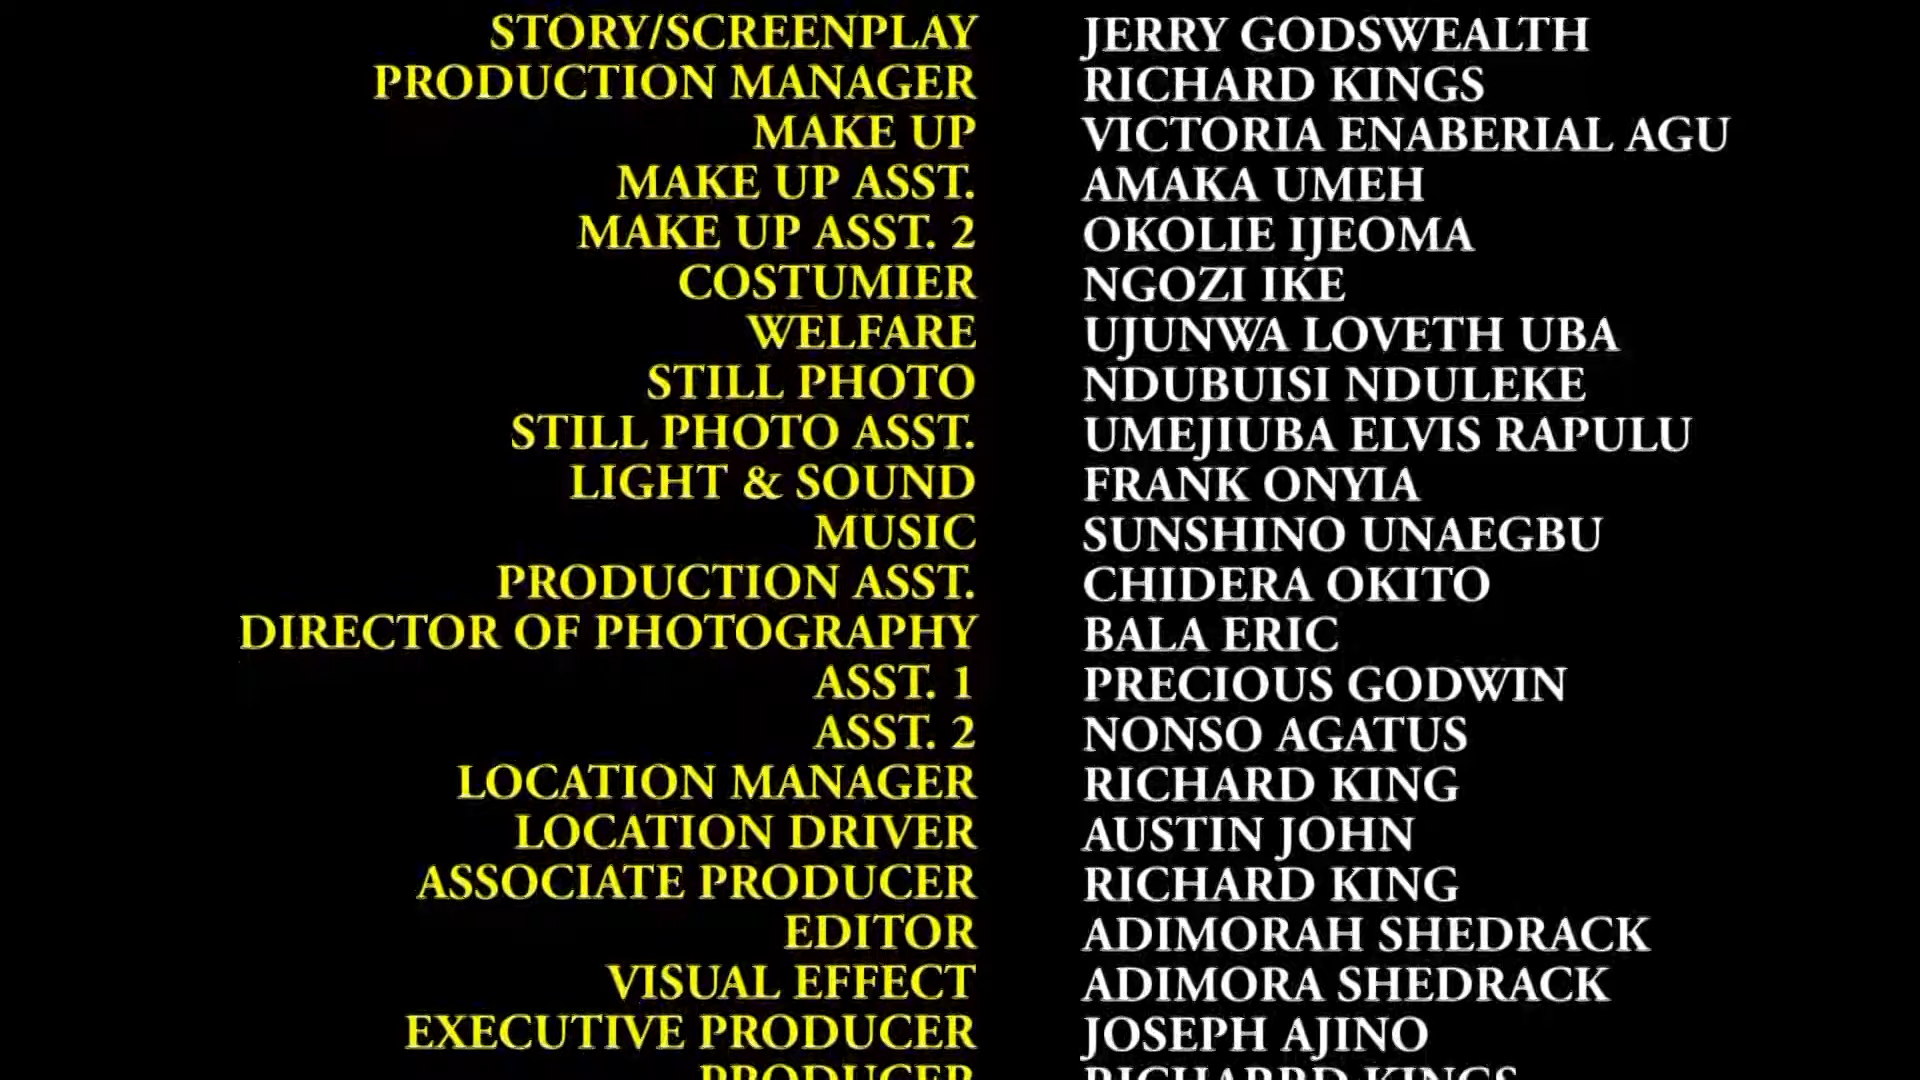 STORY/SCREENPLAY JERRY GODSWEALTH
PRODUCTION MANAGER RICHARD KINGS
MAKE UP VICTORIA ENABERIAL AGU
MAKE UP ASST. AMAKA UMEH
MAKE UP ASST. 2 OKOLIE IJEOMA
COSTUMIER NGOZI IKE
WELFARE UJUNWA LOVETH UBA
STILL PHOTO NDUBUISI NDULEKE
STILL PHOTO ASST. UMEJIUBA ELVIS RAPULU
LIGHT & SOUND FRANK ONYIA
MUSIC SUNSHINO UNAEGBU
PRODUCTION ASST. CHIDERA OKITO
DIRECTOR OF PHOTOGRAPHY BALA ERIC
ASST. 1 PRECIOUS GODWIN
ASST. 2 NONSO AGATUS
LOCATION MANAGER RICHARD KING
LOCATION DRIVER AUSTIN JOHN
ASSOCIATE PRODUCER RICHARD KING
EDITOR ADIMORAH SHEDRACK
VISUAL EFFECT ADIMORA SHEDRACK
EXECUTIVE PRODUCER JOSEPH AJINO
PRODUCER RICHARRD KINGS